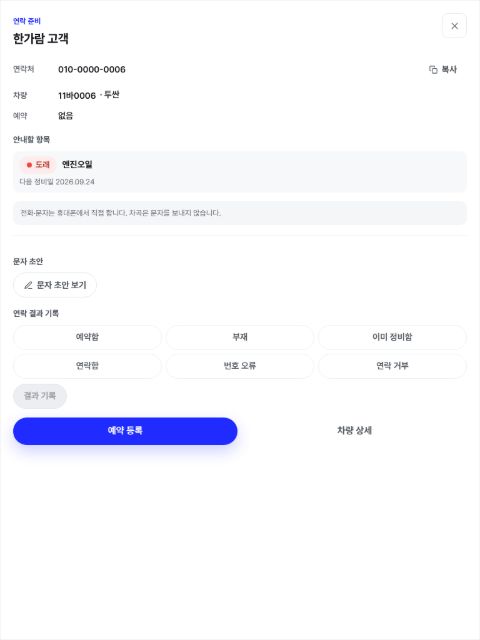 연락 준비
한가람 고객
연락처 010-0000-0006 복사
차량 11바0006 · 투싼
예약 없음
안내할 항목
도래 엔진오일
다음 정비일 2026.09.24
전화·문자는 휴대폰에서 직접 합니다. 차곡은 문자를 보내지 않습니다.
문자 초안
문자 초안 보기
연락 결과 기록
예약함 부재 이미 정비함
연락함 번호 오류 연락 거부
결과 기록
예약 등록 차량 상세